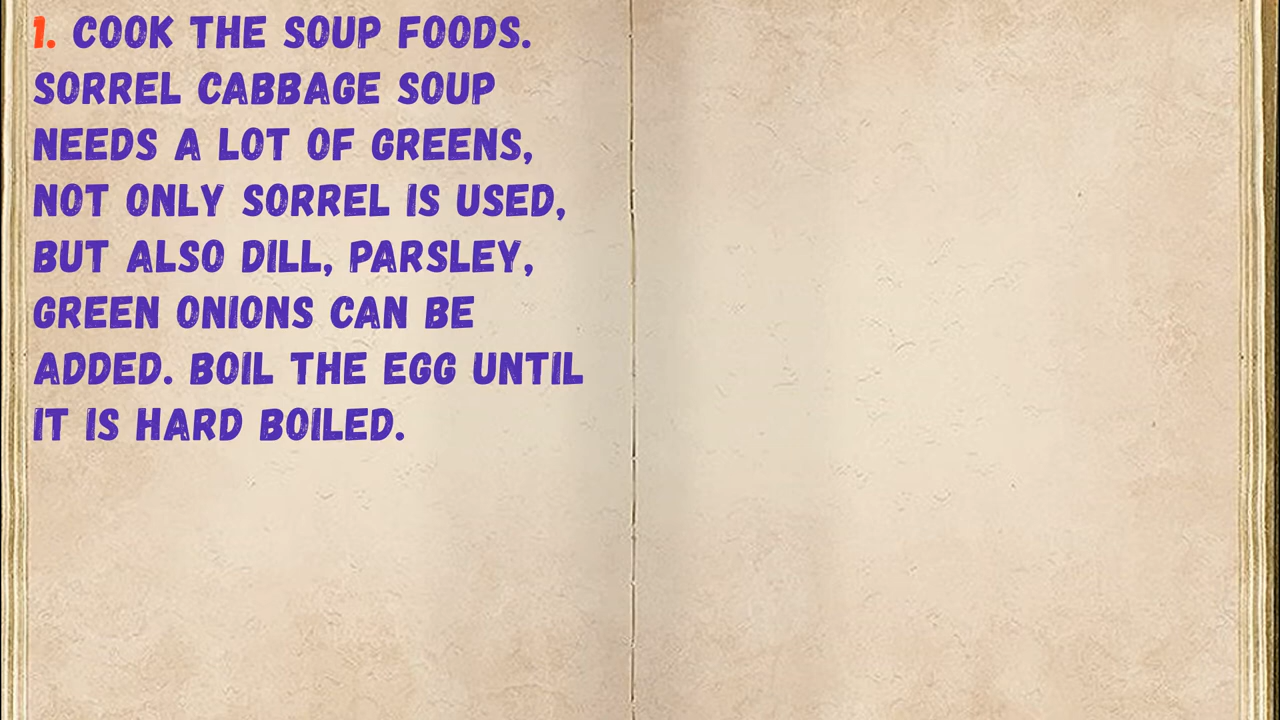 1. COOK THE SOUP FOODS.
SORREL CABBAGE SOUP
NEEDS A LOT OF GREENS,
NOT ONLY SORREL IS USED,
BUT ALSO DILL, PARSLEY,
GREEN ONIONS CAN BE
ADDED. BOIL THE EGG UNTIL
IT IS HARD BOILED.